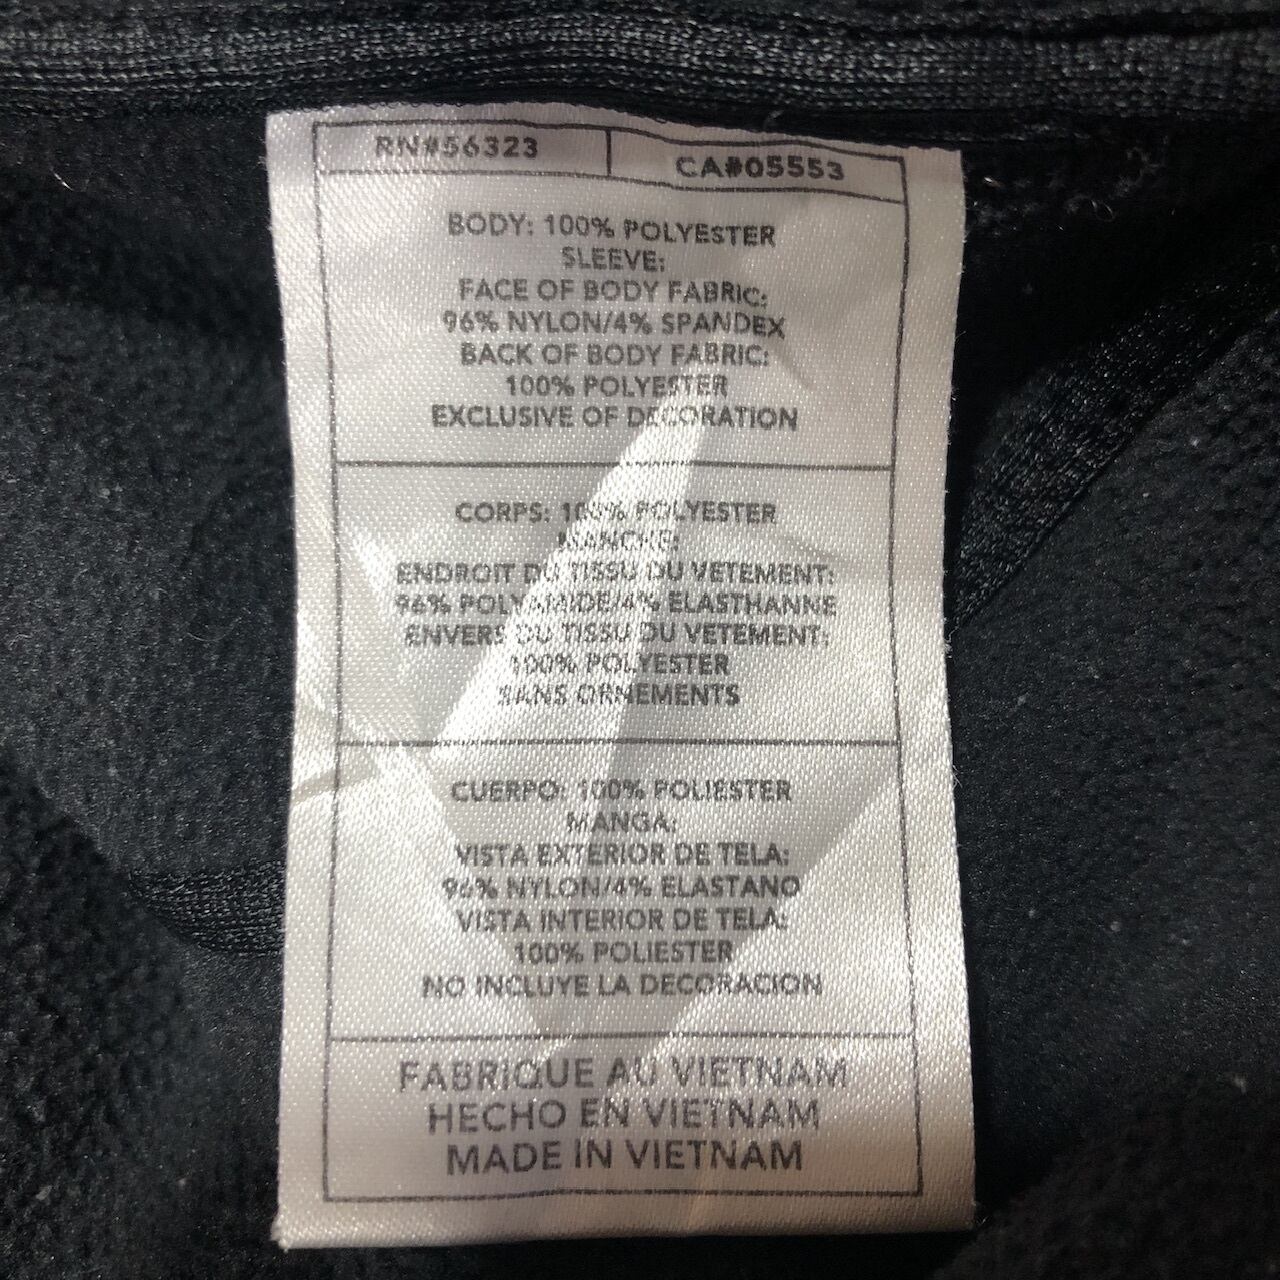 RN#56323
CA#05553
BODY: 100% POLYESTER
SLEEVE:
FACE OF BODY FABRIC:
96% NYLON/4% SPANDEX
BACK OF BODY FABRIC:
100% POLYESTER
EXCLUSIVE OF DECORATION
CORPS: 100% POLYESTER
MANCHE:
ENDROIT DU TISSU DU VETEMENT:
96% POLYAMIDE/4% ELASTHANNE
ENVERS DU TISSU DU VETEMENT:
100% POLYESTER
SANS ORNEMENTS
CUERPO: 100% POLIESTER
MANGA:
VISTA EXTERIOR DE TELA:
96% NYLON/4% ELASTANO
VISTA INTERIOR DE TELA:
100% POLIESTER
NO INCLUYE LA DECORACION
FABRIQUE AU VIETNAM
HECHO EN VIETNAM
MADE IN VIETNAM